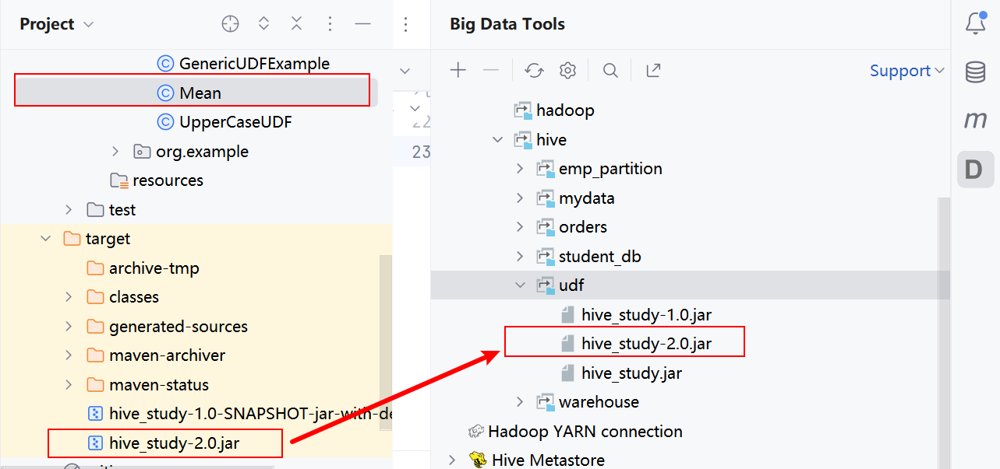 Project
GenericUDFExample
Mean
UpperCaseUDF
org.example
resources
test
target
archive-tmp
classes
generated-sources
maven-archiver
maven-status
hive_study-1.0-SNAPSHOT-jar-with-de
hive_study-2.0.jar
22
23
Big Data Tools
Support
hadoop
hive
emp_partition
mydata
orders
student_db
udf
hive_study-1.0.jar
hive_study-2.0.jar
hive_study.jar
warehouse
Hadoop YARN connection
Hive Metastore
m
D